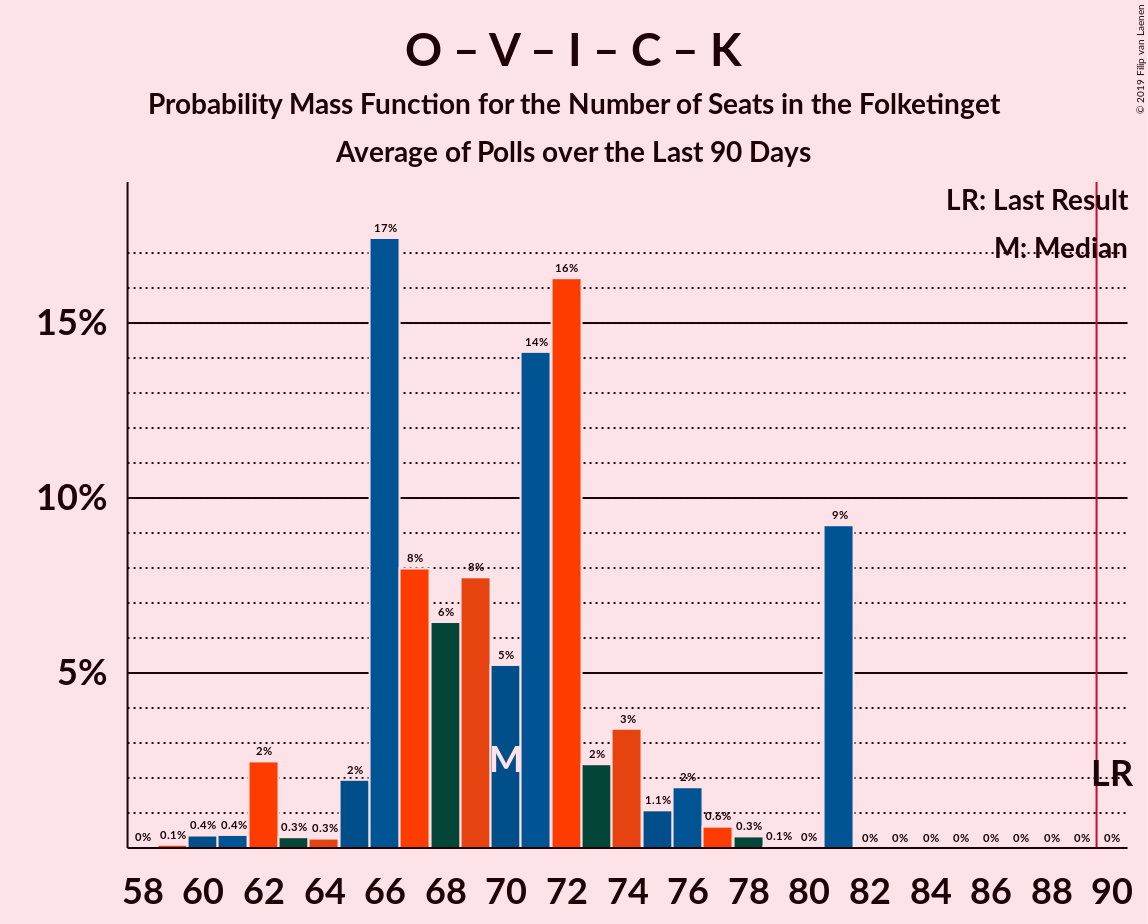 O – V – I – C – K
Probability Mass Function for the Number of Seats in the Folketinget
Average of Polls over the Last 90 Days
© 2019 Filip van Laenen
LR: Last Result
M: Median
17%
16%
15%
14%
10%
9%
8%
8%
6%
5%
5%
3%
2%
M
2%
2%
2%
LR
1.1%
0.6%
0% 0.1% 0.4% 0.4% 0.3% 0.3% 0.3% 0.1% 0% 0% 0% 0% 0% 0% 0% 0% 0% 0%
58 60 62 64 66 68 70 72 74 76 78 80 82 84 86 88 90